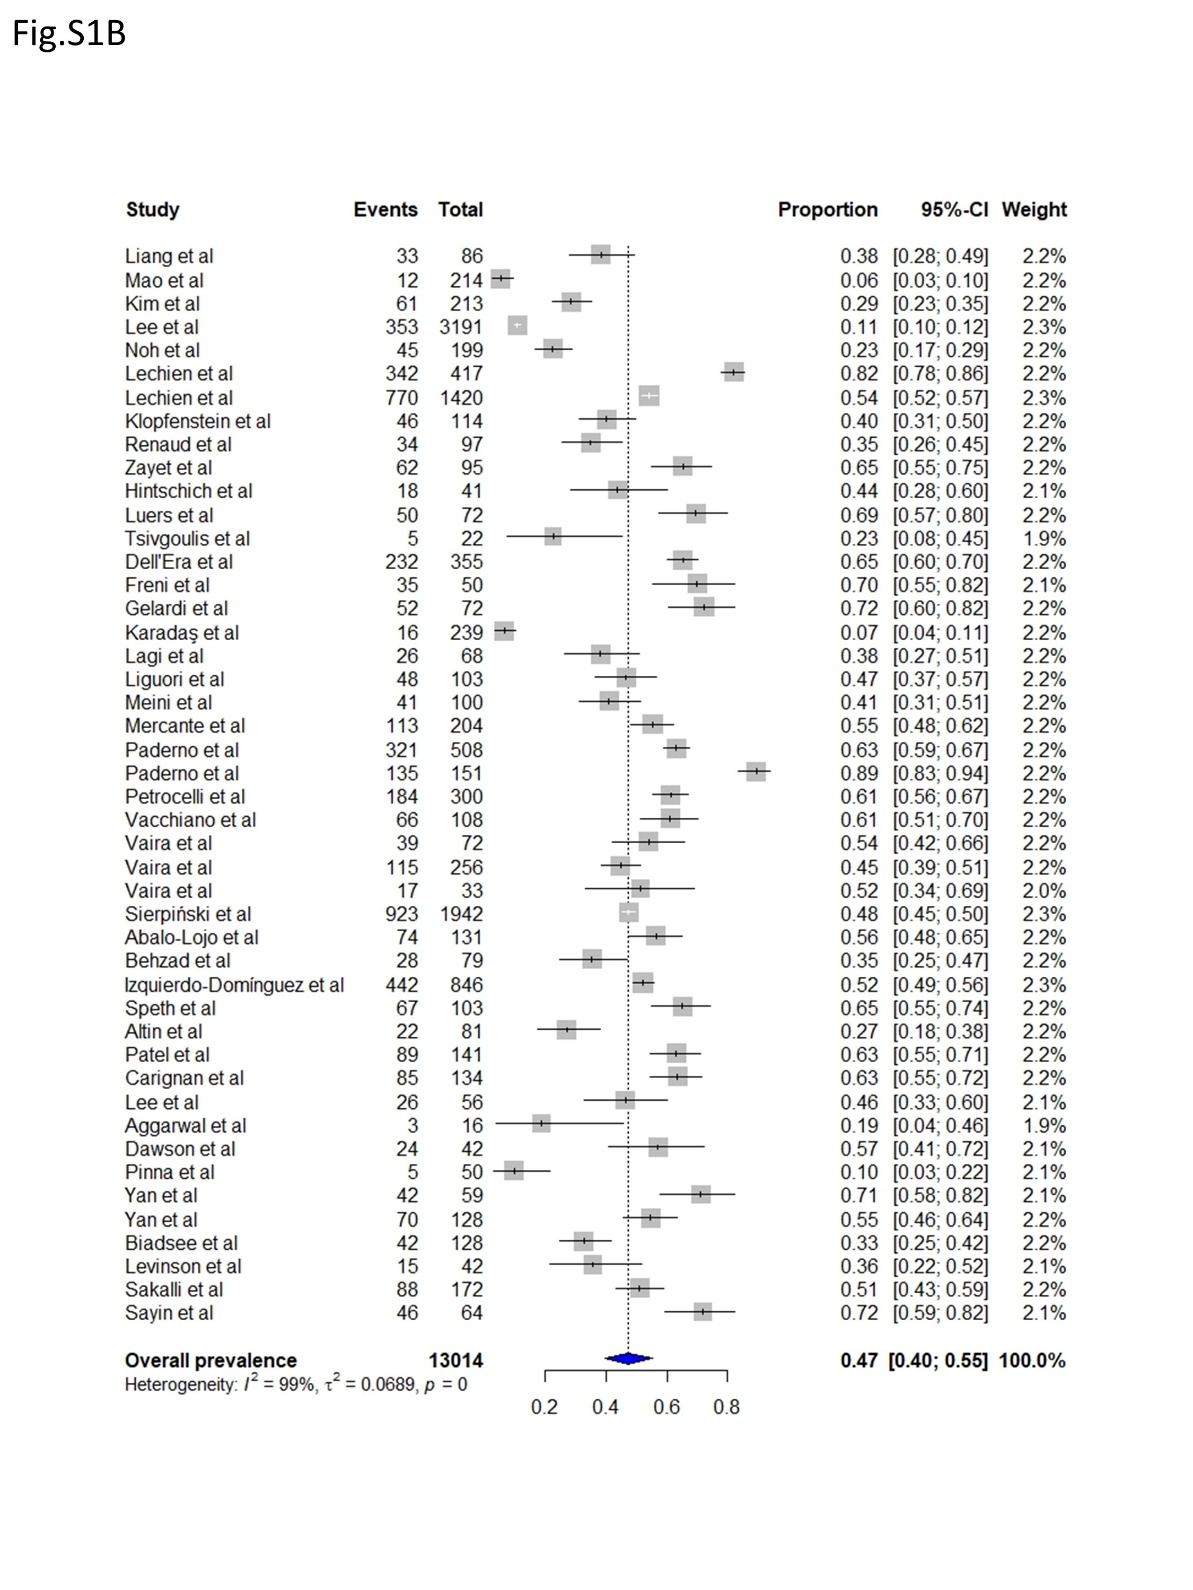 Fig.S1B
Study Events Total Proportion 95%-CI Weight
Liang et al 33 86 0.38 [0.28; 0.49] 2.2%
Mao et al 12 214 0.06 [0.03; 0.10] 2.2%
Kim et al 61 213 0.29 [0.23; 0.35] 2.2%
Lee et al 353 3191 0.11 [0.10; 0.12] 2.3%
Noh et al 45 199 0.23 [0.17; 0.29] 2.2%
Lechien et al 342 417 0.82 [0.78; 0.86] 2.2%
Lechien et al 770 1420 0.54 [0.52; 0.57] 2.3%
Klopfenstein et al 46 114 0.40 [0.31; 0.50] 2.2%
Renaud et al 34 97 0.35 [0.26; 0.45] 2.2%
Zayet et al 62 95 0.65 [0.55; 0.75] 2.2%
Hintschich et al 18 41 0.44 [0.28; 0.60] 2.1%
Luers et al 50 72 0.69 [0.57; 0.80] 2.2%
Tsivgoulis et al 5 22 0.23 [0.08; 0.45] 1.9%
Dell'Era et al 232 355 0.65 [0.60; 0.70] 2.2%
Freni et al 35 50 0.70 [0.55; 0.82] 2.1%
Gelardi et al 52 72 0.72 [0.60; 0.82] 2.2%
Karadaş et al 16 239 0.07 [0.04; 0.11] 2.2%
Lagi et al 26 68 0.38 [0.27; 0.51] 2.2%
Liguori et al 48 103 0.47 [0.37; 0.57] 2.2%
Meini et al 41 100 0.41 [0.31; 0.51] 2.2%
Mercante et al 113 204 0.55 [0.48; 0.62] 2.2%
Paderno et al 321 508 0.63 [0.59; 0.67] 2.2%
Paderno et al 135 151 0.89 [0.83; 0.94] 2.2%
Petrocelli et al 184 300 0.61 [0.56; 0.67] 2.2%
Vacchiano et al 66 108 0.61 [0.51; 0.70] 2.2%
Vaira et al 39 72 0.54 [0.42; 0.66] 2.2%
Vaira et al 115 256 0.45 [0.39; 0.51] 2.2%
Vaira et al 17 33 0.52 [0.34; 0.69] 2.0%
Sierpiński et al 923 1942 0.48 [0.45; 0.50] 2.3%
Abalo-Lojo et al 74 131 0.56 [0.48; 0.65] 2.2%
Behzad et al 28 79 0.35 [0.25; 0.47] 2.2%
Izquierdo-Domínguez et al 442 846 0.52 [0.49; 0.56] 2.3%
Speth et al 67 103 0.65 [0.55; 0.74] 2.2%
Altin et al 22 81 0.27 [0.18; 0.38] 2.2%
Patel et al 89 141 0.63 [0.55; 0.71] 2.2%
Carignan et al 85 134 0.63 [0.55; 0.72] 2.2%
Lee et al 26 56 0.46 [0.33; 0.60] 2.1%
Aggarwal et al 3 16 0.19 [0.04; 0.46] 1.9%
Dawson et al 24 42 0.57 [0.41; 0.72] 2.1%
Pinna et al 5 50 0.10 [0.03; 0.22] 2.1%
Yan et al 42 59 0.71 [0.58; 0.82] 2.1%
Yan et al 70 128 0.55 [0.46; 0.64] 2.2%
Biadsee et al 42 128 0.33 [0.25; 0.42] 2.2%
Levinson et al 15 42 0.36 [0.22; 0.52] 2.1%
Sakalli et al 88 172 0.51 [0.43; 0.59] 2.2%
Sayin et al 46 64 0.72 [0.59; 0.82] 2.1%
Overall prevalence 13014 0.47 [0.40; 0.55] 100.0%
Heterogeneity: I² = 99%, τ² = 0.0689, p = 0
0.2 0.4 0.6 0.8